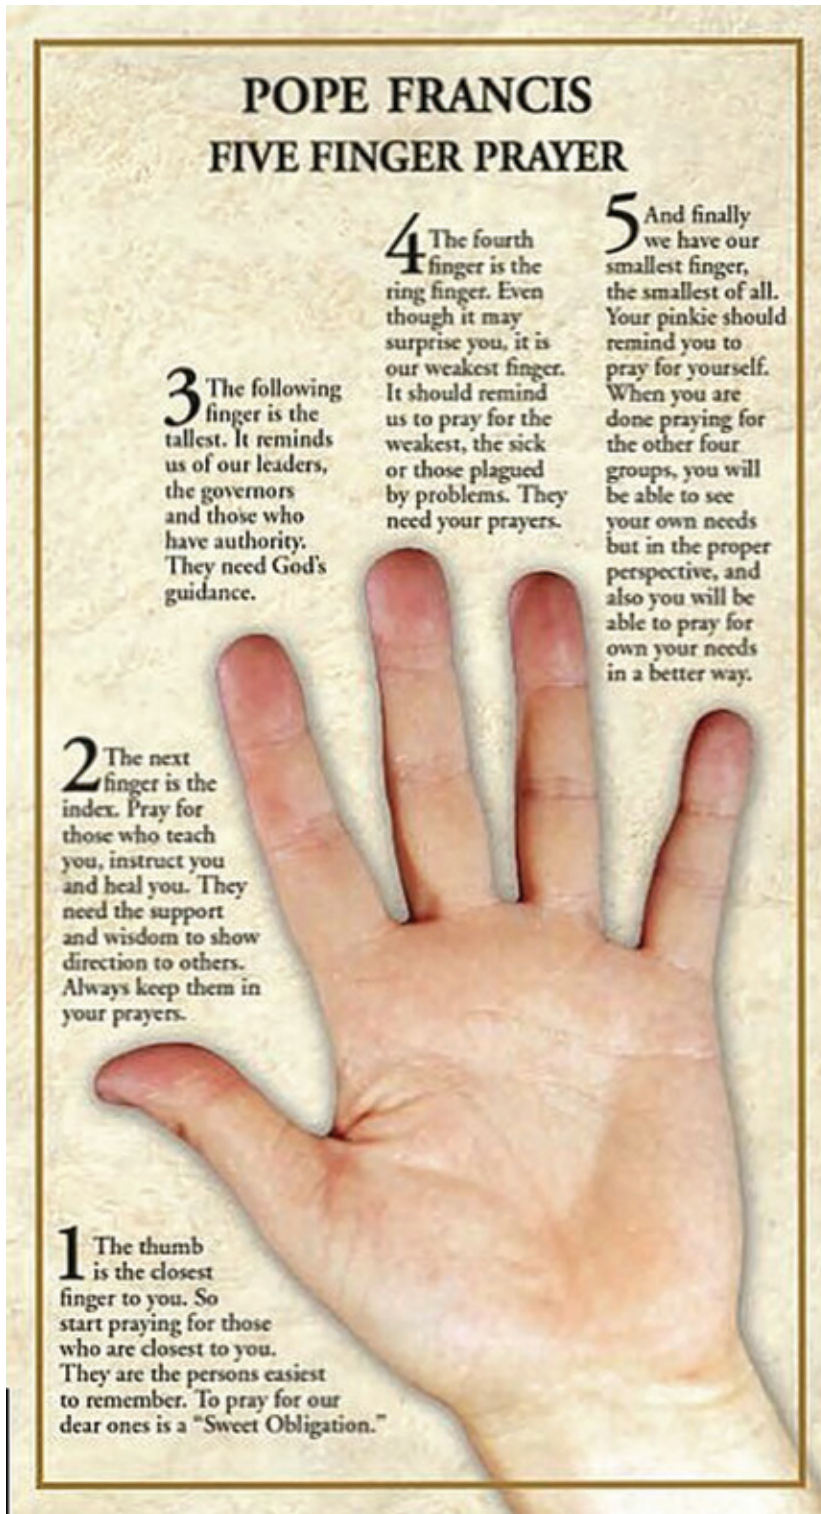 POPE FRANCIS
FIVE FINGER PRAYER
1 The thumb
is the closest
finger to you. So
start praying for those
who are closest to you.
They are the persons easiest
to remember. To pray for our
dear ones is a “Sweet Obligation.”
2 The next
finger is the
index. Pray for
those who teach
you, instruct you
and heal you. They
need the support
and wisdom to show
direction to others.
Always keep them in
your prayers.
3 The following
finger is the
tallest. It reminds
us of our leaders,
the governors
and those who
have authority.
They need God’s
guidance.
4 The fourth
finger is the
ring finger. Even
though it may
surprise you, it is
our weakest finger.
It should remind
us to pray for the
weakest, the sick
or those plagued
by problems. They
need your prayers.
5 And finally
we have our
smallest finger,
the smallest of all.
Your pinkie should
remind you to
pray for yourself.
When you are
done praying for
the other four
groups, you will
be able to see
your own needs
but in the proper
perspective, and
also you will be
able to pray for
own your needs
in a better way.